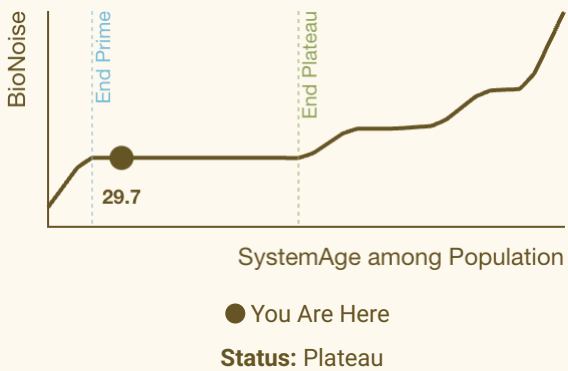 BioNoise
End Prime
End Plateau
29.7
SystemAge among Population
You Are Here
Status: Plateau